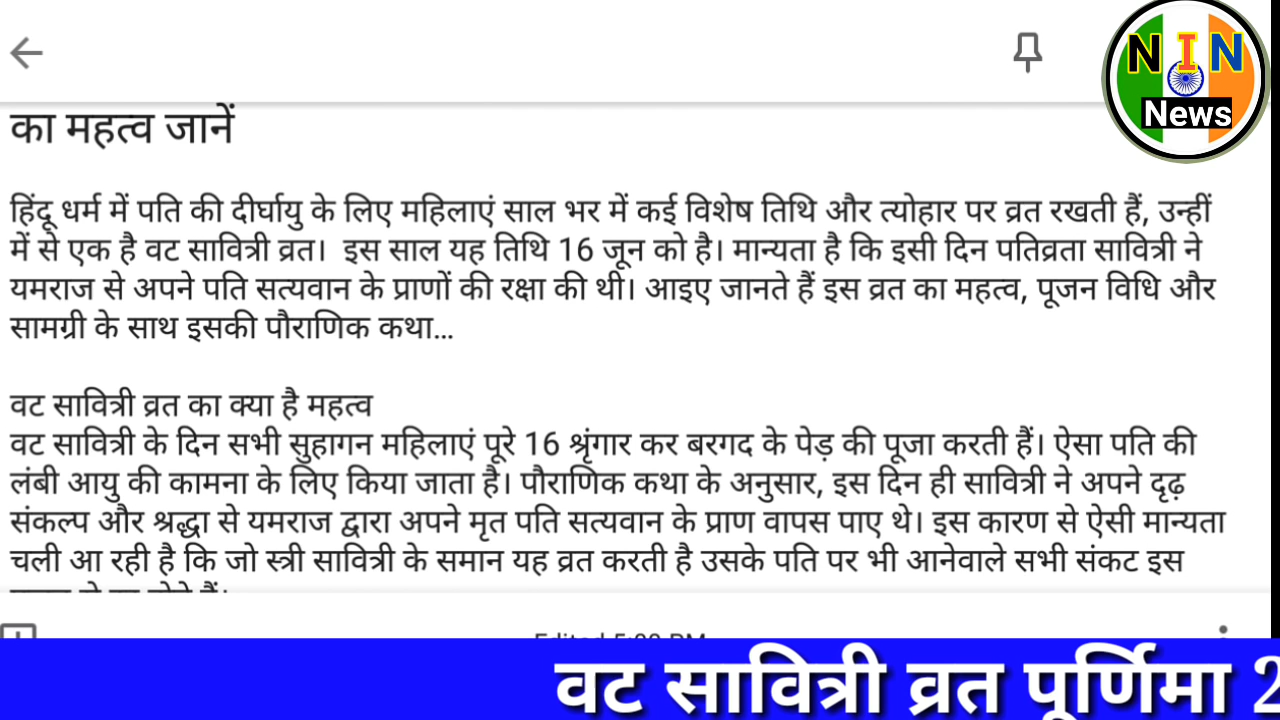 NIN
News
का महत्व जानें
हिंदू धर्म में पति की दीर्घायु के लिए महिलाएं साल भर में कई विशेष तिथि और त्योहार पर व्रत रखती हैं, उन्हीं
में से एक है वट सावित्री व्रत। इस साल यह तिथि 16 जून को है। मान्यता है कि इसी दिन पतिव्रता सावित्री ने
यमराज से अपने पति सत्यवान के प्राणों की रक्षा की थी। आइए जानते हैं इस व्रत का महत्व, पूजन विधि और
सामग्री के साथ इसकी पौराणिक कथा...
वट सावित्री व्रत का क्या है महत्व
वट सावित्री के दिन सभी सुहागन महिलाएं पूरे 16 श्रृंगार कर बरगद के पेड़ की पूजा करती हैं। ऐसा पति की
लंबी आयु की कामना के लिए किया जाता है। पौराणिक कथा के अनुसार, इस दिन ही सावित्री ने अपने दृढ़
संकल्प और श्रद्धा से यमराज द्वारा अपने मृत पति सत्यवान के प्राण वापस पाए थे। इस कारण से ऐसी मान्यता
चली आ रही है कि जो स्त्री सावित्री के समान यह व्रत करती है उसके पति पर भी आनेवाले सभी संकट इस
वट सावित्री व्रत पूर्णिमा 2